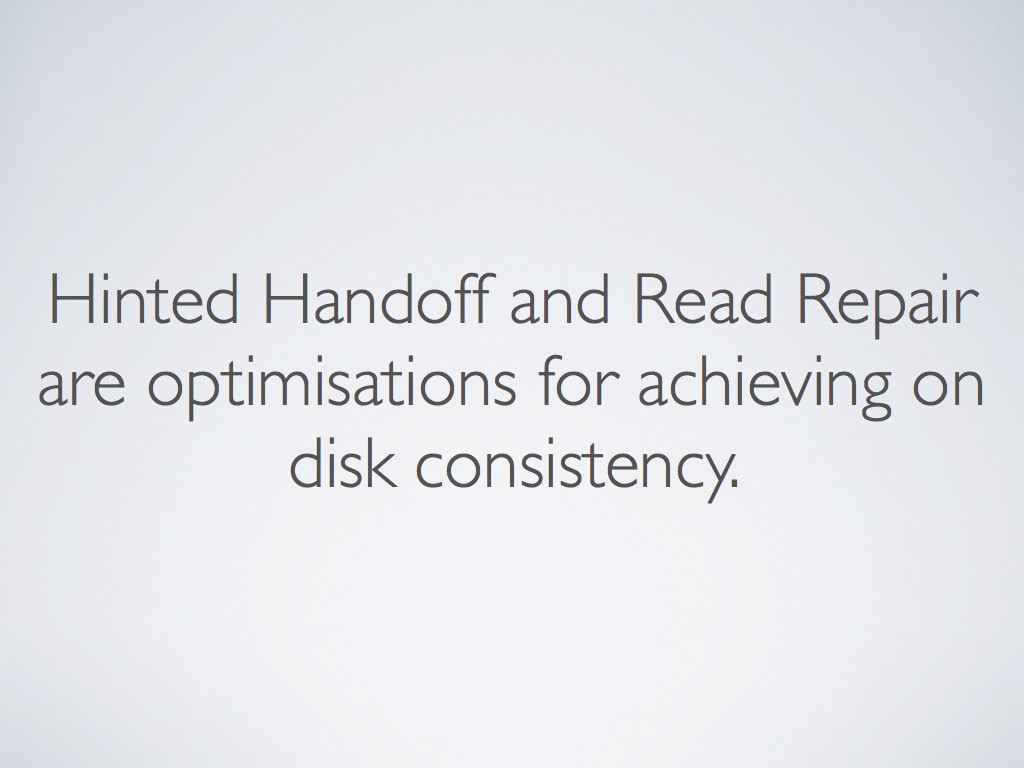 Hinted Handoff and Read Repair
are optimisations for achieving on
disk consistency.